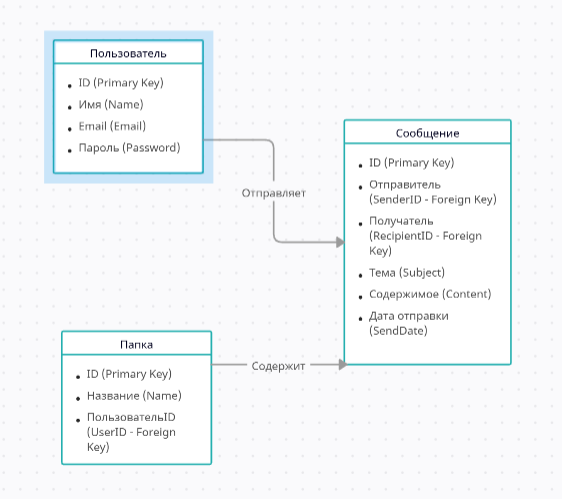 Пользователь
• ID (Primary Key)
• Имя (Name)
• Email (Email)
• Пароль (Password)
Отправляет
Сообщение
• ID (Primary Key)
• Отправитель
(SenderID - Foreign Key)
• Получатель
(RecipientID - Foreign
Key)
• Тема (Subject)
• Содержимое (Content)
• Дата отправки
(SendDate)
Папка
• ID (Primary Key)
• Название (Name)
• ПользовательID
(UserID - Foreign
Key)
Содержит